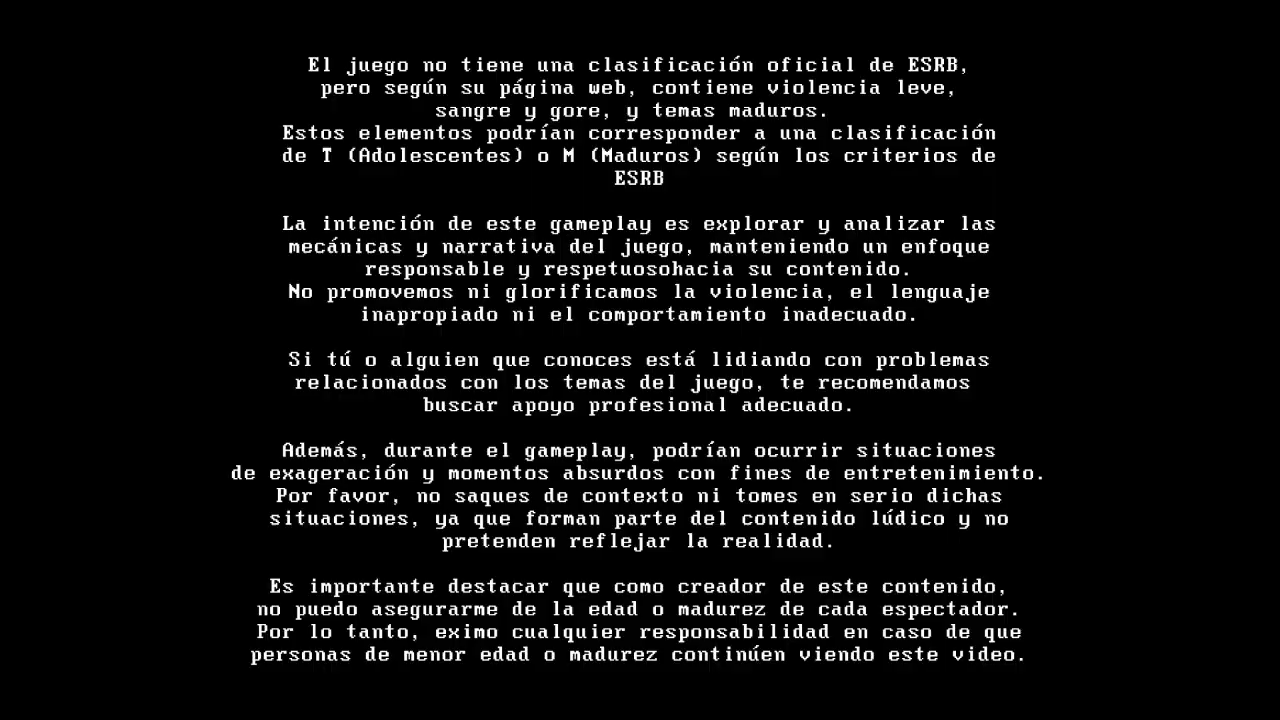 El juego no tiene una clasificación oficial de ESRB,
pero según su página web, contiene violencia leve,
sangre y gore, y temas maduros.
Estos elementos podrían corresponder a una clasificación
de T (Adolescentes) o M (Maduros) según los criterios de
ESRB
La intención de este gameplay es explorar y analizar las
mecánicas y narrativa del juego, manteniendo un enfoque
responsable y respetuosohacia su contenido.
No promovemos ni glorificamos la violencia, el lenguaje
inapropiado ni el comportamiento inadecuado.
Si tú o alguien que conoces está lidiando con problemas
relacionados con los temas del juego, te recomendamos
buscar apoyo profesional adecuado.
Además, durante el gameplay, podrían ocurrir situaciones
de exageración y momentos absurdos con fines de entretenimiento.
Por favor, no saques de contexto ni tomes en serio dichas
situaciones, ya que forman parte del contenido lúdico y no
pretenden reflejar la realidad.
Es importante destacar que como creador de este contenido,
no puedo asegurarme de la edad o madurez de cada espectador.
Por lo tanto, eximo cualquier responsabilidad en caso de que
personas de menor edad o madurez continúen viendo este video.